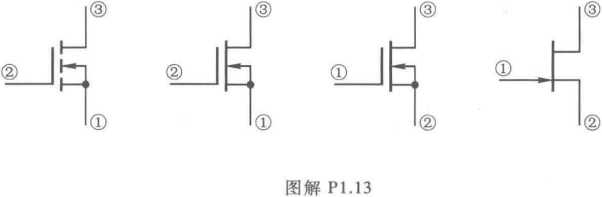 ③ ③ ③ ③
② ② ① ①
① ① ② ②
图解 P1.13